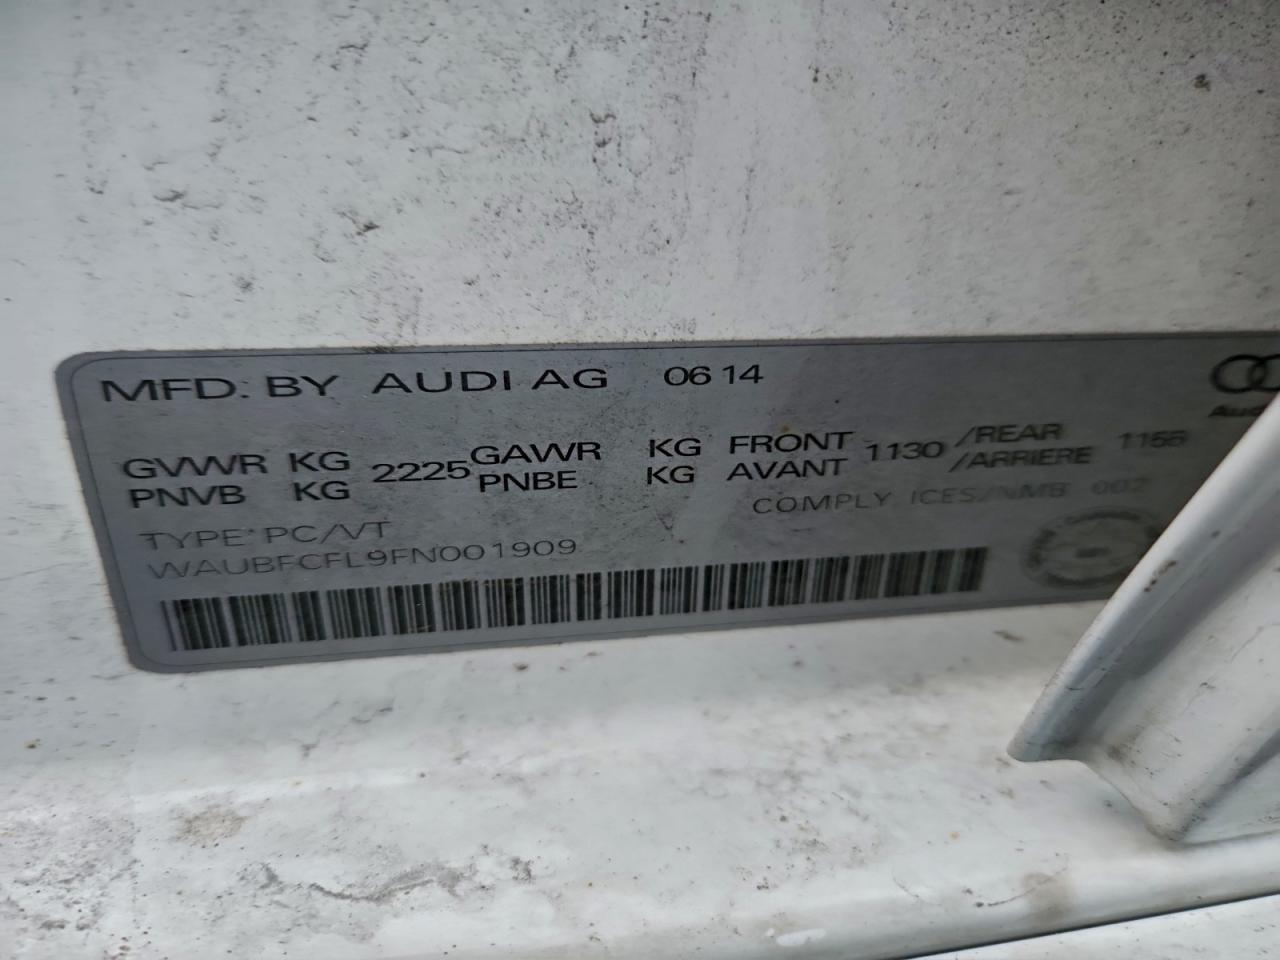 MFD. BY AUDI AG 06 14
GVWR KG 2225 GAWR KG FRONT 1130 /REAR 1155
PNVB KG PNBE KG AVANT /ARRIERE
COMPLY ICES/NMB 002
TYPE: PC/VT
WAUBFCFL9FN001909